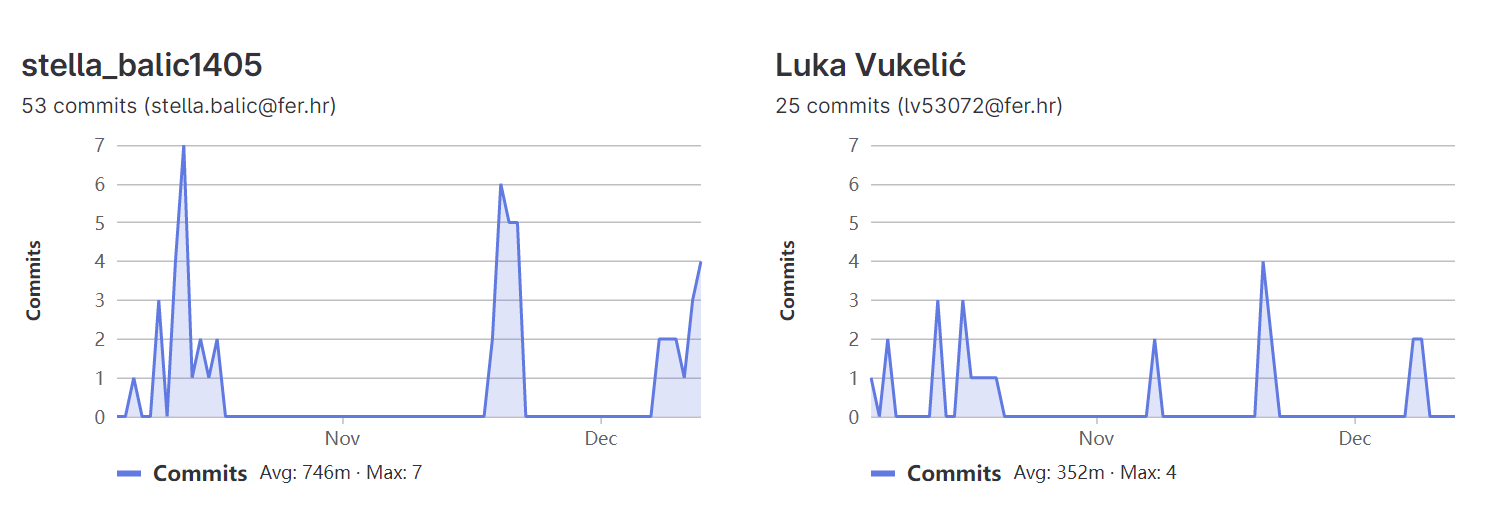 stella_balic1405
53 commits (stella.balic@fer.hr)
7
6
5
4
3
2
1
0
Commits
Nov
Dec
Commits Avg: 746m · Max: 7
Luka Vukelić
25 commits (lv53072@fer.hr)
7
6
5
4
3
2
1
0
Commits
Nov
Dec
Commits Avg: 352m · Max: 4